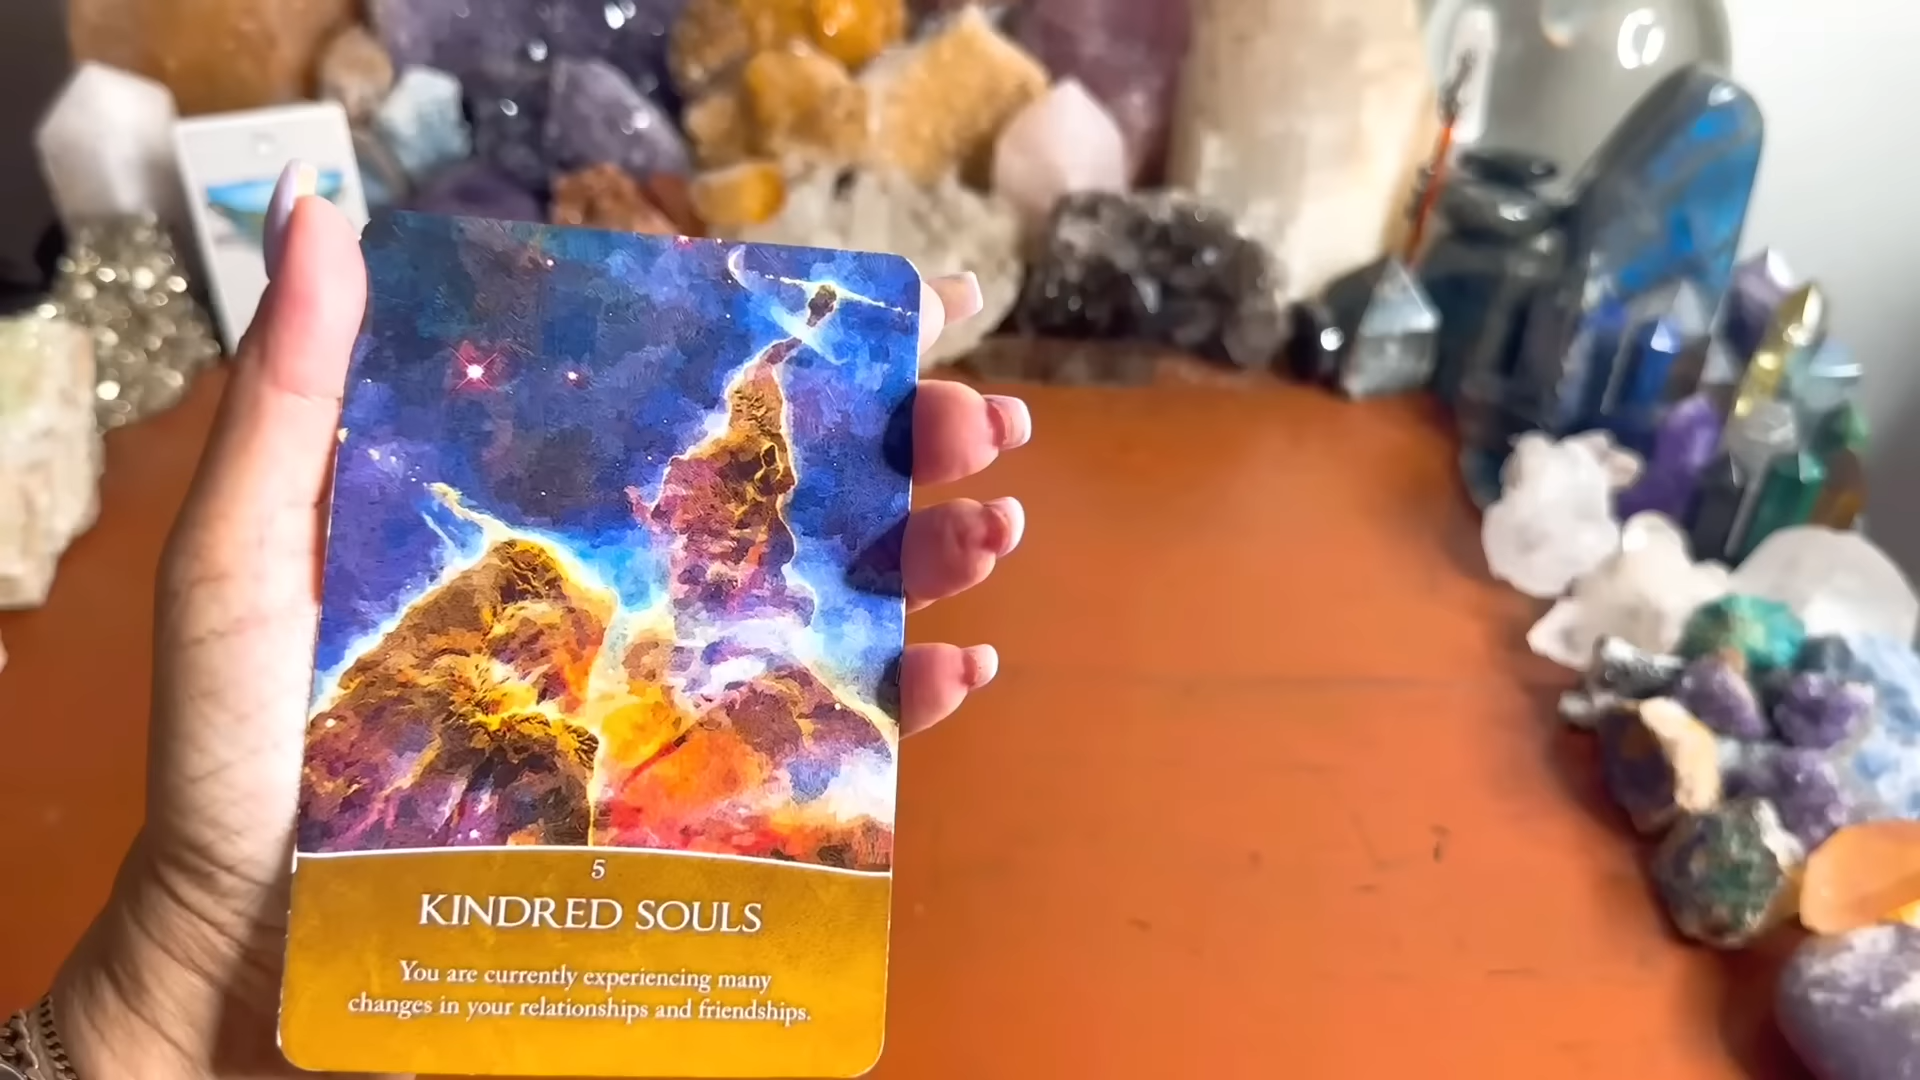 5
KINDRED SOULS
You are currently experiencing many
changes in your relationships and friendships.